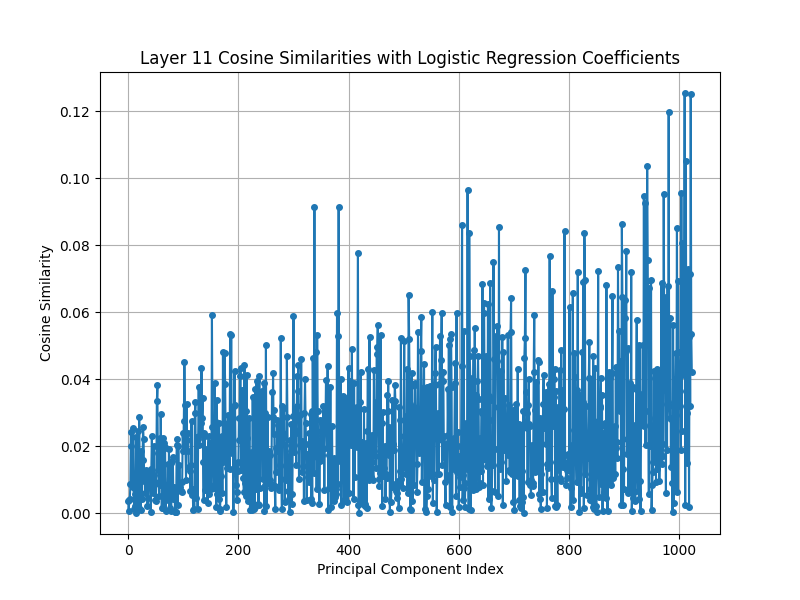 Layer 11 Cosine Similarities with Logistic Regression Coefficients
0.12
0.10
0.08
0.06
0.04
0.02
0.00
Cosine Similarity
0 200 400 600 800 1000
Principal Component Index